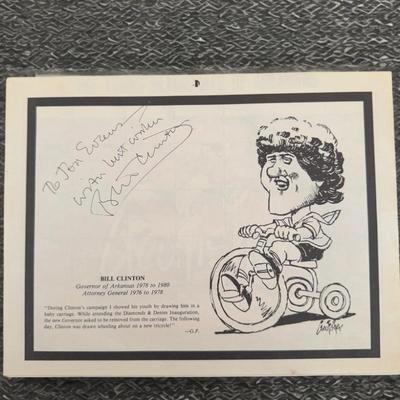 To Jon Evans
with best wishes
Bill Clinton
BILL CLINTON
Governor of Arkansas 1978 to 1980
Attorney General 1976 to 1978
"During Clinton's campaign I showed his youth by drawing him in a
baby carriage. While attending the Diamonds & Denim Inauguration,
the new Governor asked to be removed from the carriage. The following
day, Clinton was drawn wheeling about on a new tricycle!"
—G.F.